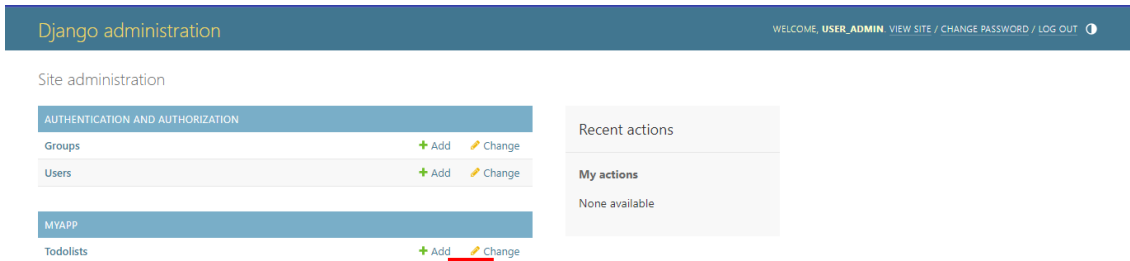 Django administration
WELCOME, USER_ADMIN. VIEW SITE / CHANGE PASSWORD / LOG OUT
Site administration
AUTHENTICATION AND AUTHORIZATION
Groups Add Change
Users Add Change
MYAPP
Todolists Add Change
Recent actions
My actions
None available